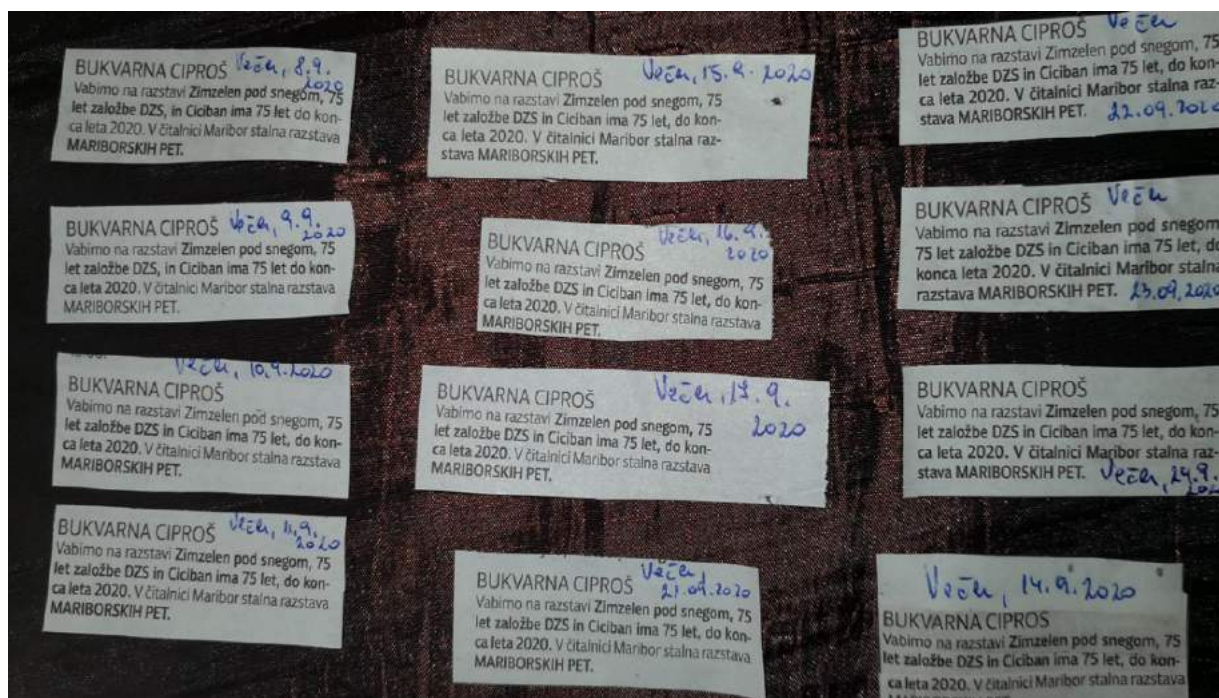 BUKVARNA CIPROŠ Večer, 8.9.
2020
Vabimo na razstavi Zimzelen pod snegom, 75
let založbe DZS, in Ciciban ima 75 let, do kon-
ca leta 2020. V čitalnici Maribor stalna razstava
MARIBORSKIH PET.
BUKVARNA CIPROŠ Večer, 9.9.
2020
Vabimo na razstavi Zimzelen pod snegom, 75
let založbe DZS, in Ciciban ima 75 let do kon-
ca leta 2020. V čitalnici Maribor stalna razstava
MARIBORSKIH PET.
Večer, 10.9.2020
BUKVARNA CIPROŠ
Vabimo na razstavi Zimzelen pod snegom, 75
let založbe DZS in Ciciban ima 75 let, do kon-
ca leta 2020. V čitalnici Maribor stalna razstava
MARIBORSKIH PET.
BUKVARNA CIPROŠ Večer, 11.9.
2020
Vabimo na razstavi Zimzelen pod snegom, 75
let založbe DZS in Ciciban ima 75 let, do kon-
ca leta 2020. V čitalnici Maribor stalna razstava
MARIBORSKIH PET.
BUKVARNA CIPROŠ Večer, 15.9.2020
Vabimo na razstavi Zimzelen pod snegom, 75
let založbe DZS in Ciciban ima 75 let, do kon-
ca leta 2020. V čitalnici Maribor stalna raz-
stava MARIBORSKIH PET.
BUKVARNA CIPROŠ Večer, 16.9.
2020
Vabimo na razstavi Zimzelen pod snegom, 75
let založbe DZS in Ciciban ima 75 let, do kon-
ca leta 2020. V čitalnici Maribor stalna razstava
MARIBORSKIH PET.
BUKVARNA CIPROŠ Večer, 17.9.
2020
Vabimo na razstavi Zimzelen pod snegom, 75
let založbe DZS in Ciciban ima 75 let, do kon-
ca leta 2020. V čitalnici Maribor stalna razstava
MARIBORSKIH PET.
BUKVARNA CIPROŠ Večer,
21.09.2020
Vabimo na razstavi Zimzelen pod snegom, 75
let založbe DZS in Ciciban ima 75 let, do kon-
ca leta 2020. V čitalnici Maribor stalna razstava
MARIBORSKIH PET.
BUKVARNA CIPROŠ Večer
Vabimo na razstavi Zimzelen pod snegom, 75
let založbe DZS in Ciciban ima 75 let, do kon-
ca leta 2020. V čitalnici Maribor stalna raz-
stava MARIBORSKIH PET. 22.09.2020
BUKVARNA CIPROŠ Večer
Vabimo na razstavi Zimzelen pod snegom,
75 let založbe DZS in Ciciban ima 75 let, do
konca leta 2020. V čitalnici Maribor stalna
razstava MARIBORSKIH PET. 23.09.2020
BUKVARNA CIPROŠ
Vabimo na razstavi Zimzelen pod snegom, 75
let založbe DZS in Ciciban ima 75 let, do kon-
ca leta 2020. V čitalnici Maribor stalna raz-
stava MARIBORSKIH PET. Večer, 24.9.
2020
Večer, 14.9.2020
BUKVARNA CIPROŠ
Vabimo na razstavi Zimzelen pod snegom, 75
let založbe DZS in Ciciban ima 75 let, do kon-
ca leta 2020. V čitalnici Maribor stalna razstava